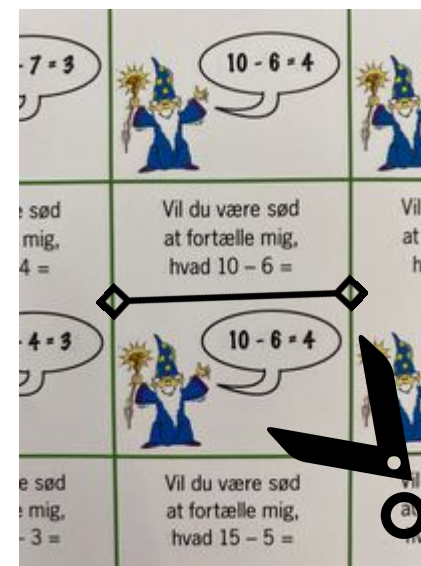 - 7 = 3
10 - 6 = 4
sød
mig,
4 =
Vil du være sød
at fortælle mig,
hvad 10 – 6 =
Vil
at
- 4 = 3
10 - 6 = 4
e sød
mig,
- 3 =
Vil du være sød
at fortælle mig,
hvad 15 – 5 =